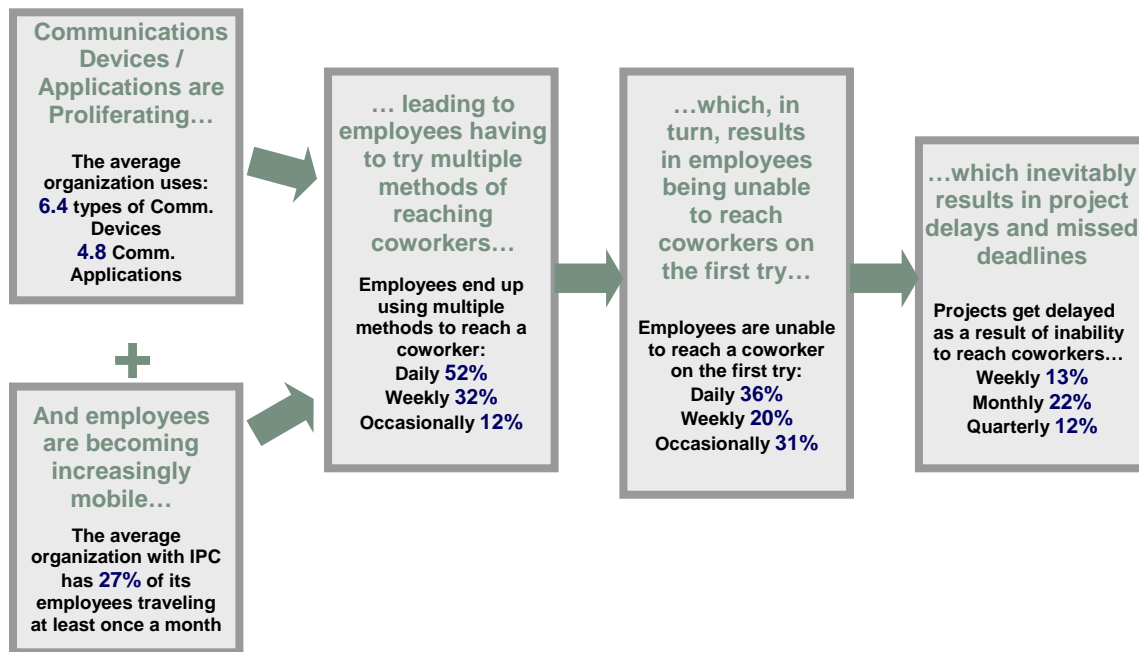 Communications
Devices /
Applications are
Proliferating…
The average
organization uses:
6.4 types of Comm.
Devices
4.8 Comm.
Applications
+
And employees
are becoming
increasingly
mobile…
The average
organization with IPC
has 27% of its
employees traveling
at least once a month
… leading to
employees having
to try multiple
methods of
reaching
coworkers…
Employees end up
using multiple
methods to reach a
coworker:
Daily 52%
Weekly 32%
Occasionally 12%
…which, in
turn, results
in employees
being unable
to reach
coworkers on
the first try…
Employees are unable
to reach a coworker
on the first try:
Daily 36%
Weekly 20%
Occasionally 31%
…which inevitably
results in project
delays and missed
deadlines
Projects get delayed
as a result of inability
to reach coworkers…
Weekly 13%
Monthly 22%
Quarterly 12%